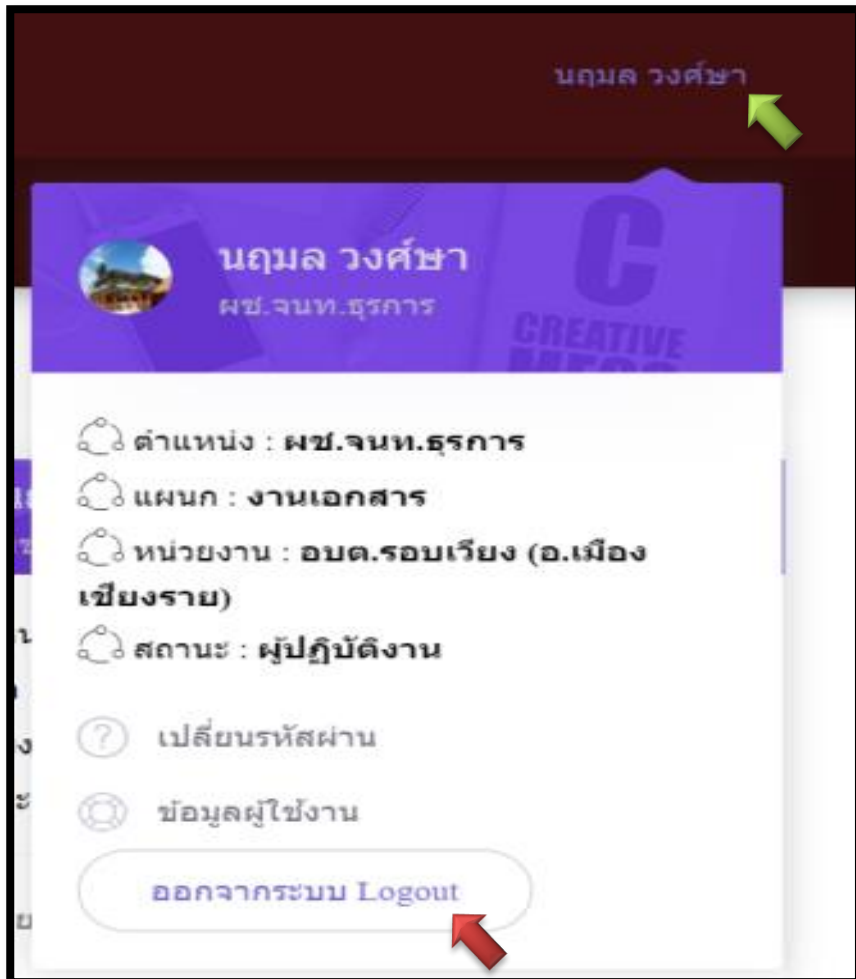 นฤมล วงศ์ษา
นฤมล วงศ์ษา
ผช.จนท.ธุรการ
C
CREATIVE
ตำแหน่ง : ผช.จนท.ธุรการ
แผนก : งานเอกสาร
หน่วยงาน : อบต.รอบเวียง (อ.เมือง
เชียงราย)
สถานะ : ผู้ปฏิบัติงาน
เปลี่ยนรหัสผ่าน
ข้อมูลผู้ใช้งาน
ออกจากระบบ Logout